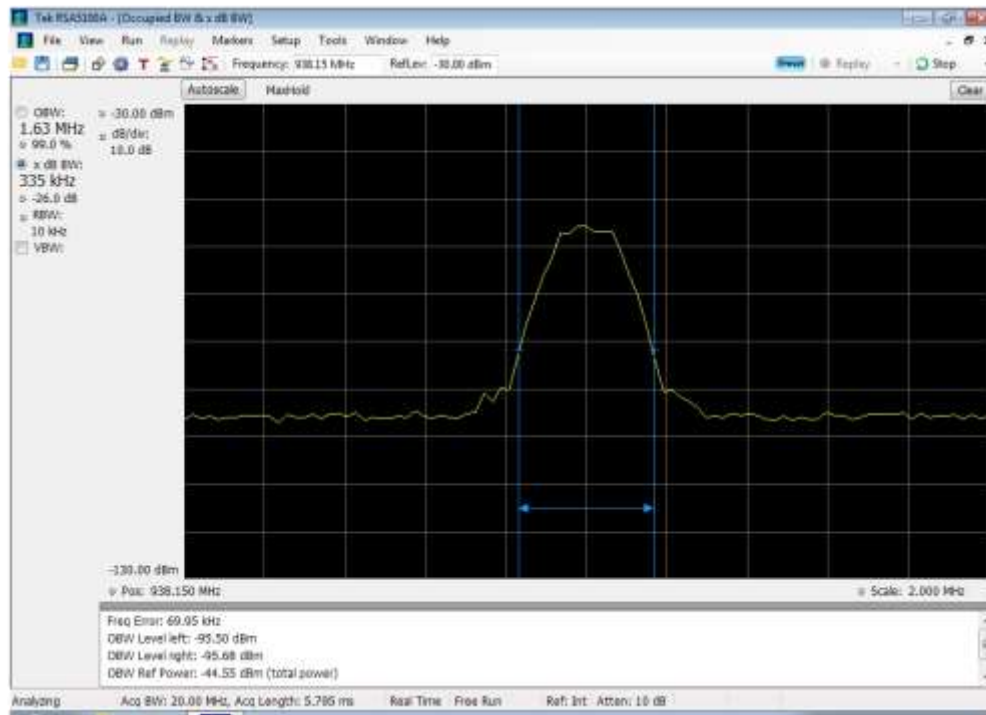 Tek RSA5100A - [Occupied BW & x dB BW]
File View Run Replay Markers Setup Tools Window Help
Frequency: 938.15 MHz RefLev: -30.00 dBm Preset Replay Stop
Autoscale MaxHold Clear
OBW:
1.63 MHz
99.0 %
x dB BW:
335 kHz
-26.0 dB
RBW:
10 kHz
VBW:
-30.00 dBm
dB/div:
10.0 dB
-130.00 dBm
Pos: 938.150 MHz Scale: 2.000 MHz
Freq Error: 69.95 kHz
OBW Level left: -95.50 dBm
OBW Level right: -95.68 dBm
OBW Ref Power: -44.55 dBm (total power)
Analyzing Acq BW: 20.00 MHz, Acq Length: 5.785 ms Real Time Free Run Ref: Int Atten: 10 dB